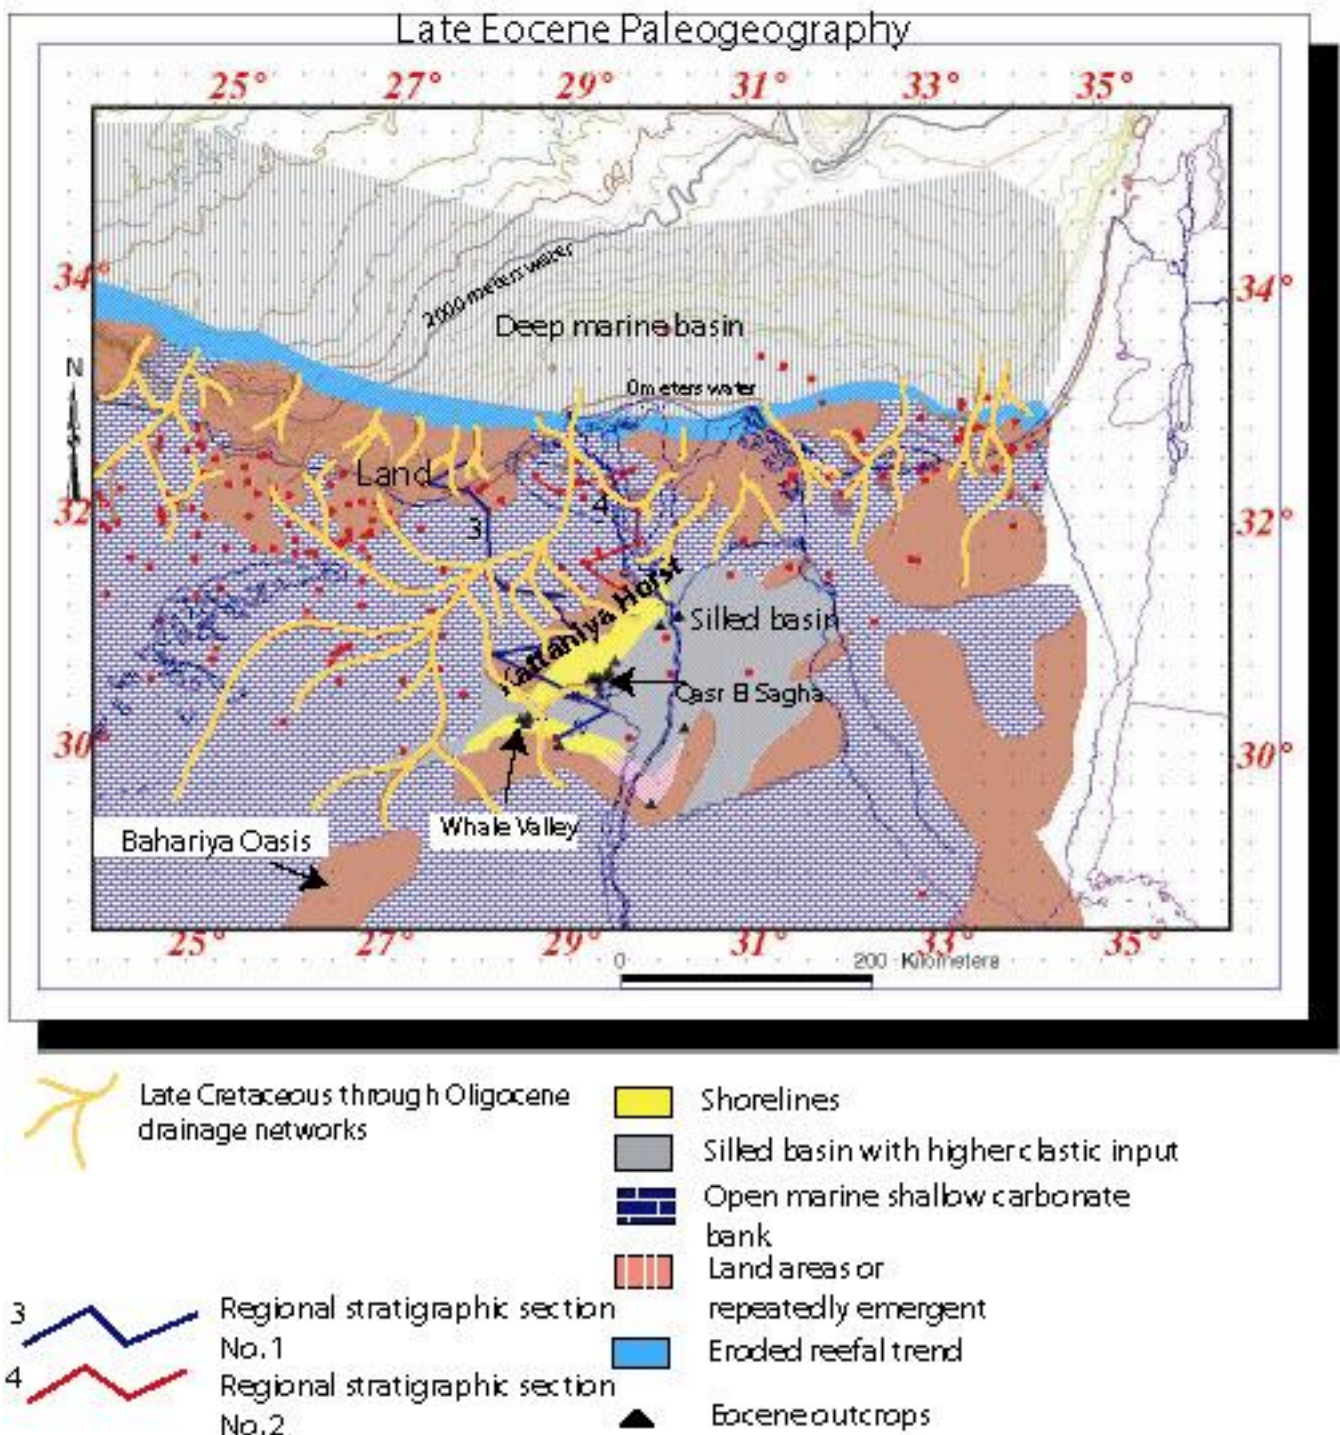 Late Eocene Paleogeography
25° 27° 29° 31° 33° 35°
34° 34°
2000 meters water
Deep marine basin
0 meters water
N
Land
32° 32°
3
4
Kattaniya Horst
Silled basin
Qasr El Sagha
30° 30°
Whale Valley
Bahariya Oasis
25° 27° 29° 31° 33° 35°
0 200 Kilometers
Late Cretaceous through Oligocene
drainage networks
Shorelines
Silled basin with higher clastic input
Open marine shallow carbonate
bank
Land areas or
repeatedly emergent
Eroded reefal trend
Eocene outcrops
3
Regional stratigraphic section
No. 1
4
Regional stratigraphic section
No. 2